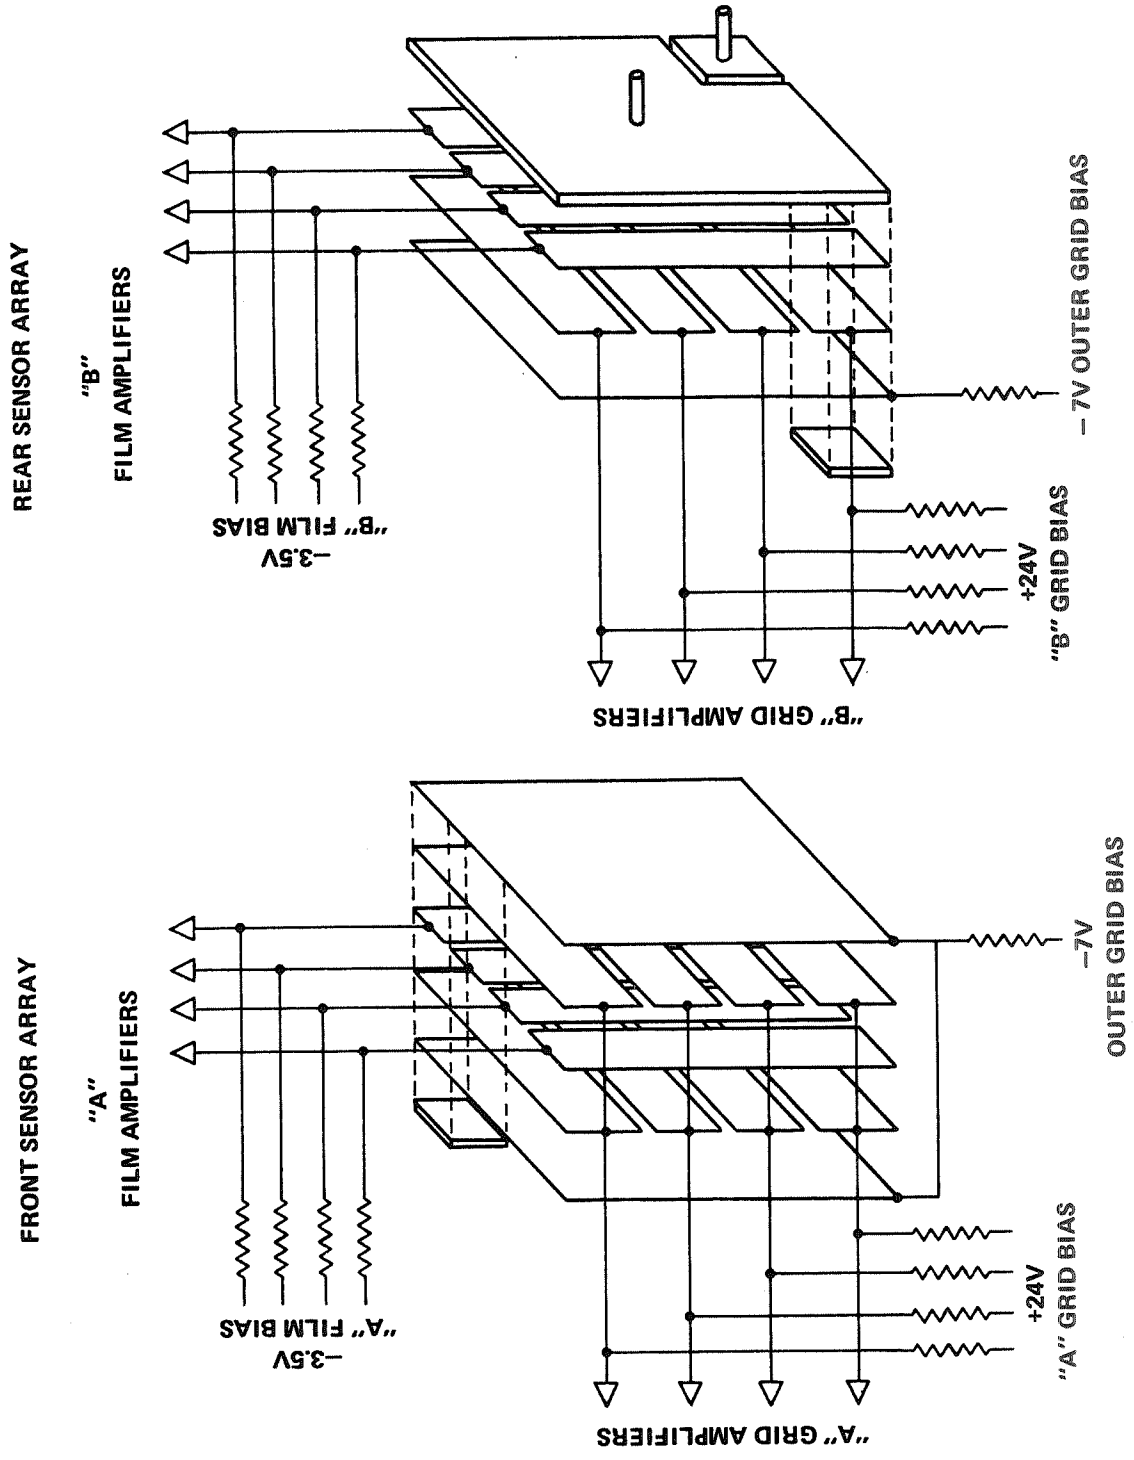 FRONT SENSOR ARRAY
"A"
FILM AMPLIFIERS
−3.5V
"A" FILM BIAS
"A" GRID AMPLIFIERS
+24V
"A" GRID BIAS
−7V
OUTER GRID BIAS
REAR SENSOR ARRAY
"B"
FILM AMPLIFIERS
−3.5V
"B" FILM BIAS
"B" GRID AMPLIFIERS
+24V
"B" GRID BIAS
− 7V OUTER GRID BIAS